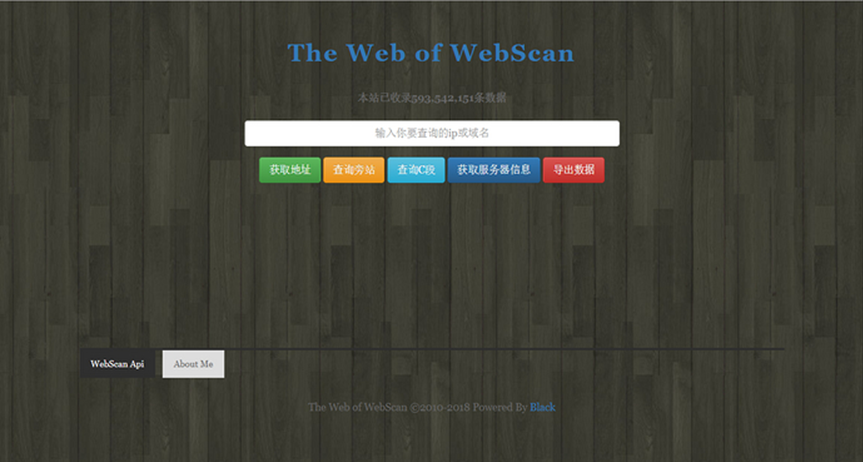 The Web of WebScan
本站已收录593,542,151条数据
输入你要查询的ip或域名
获取地址 查询旁站 查询C段 获取服务器信息 导出数据
WebScan Api About Me
The Web of WebScan ©2010-2018 Powered By Black